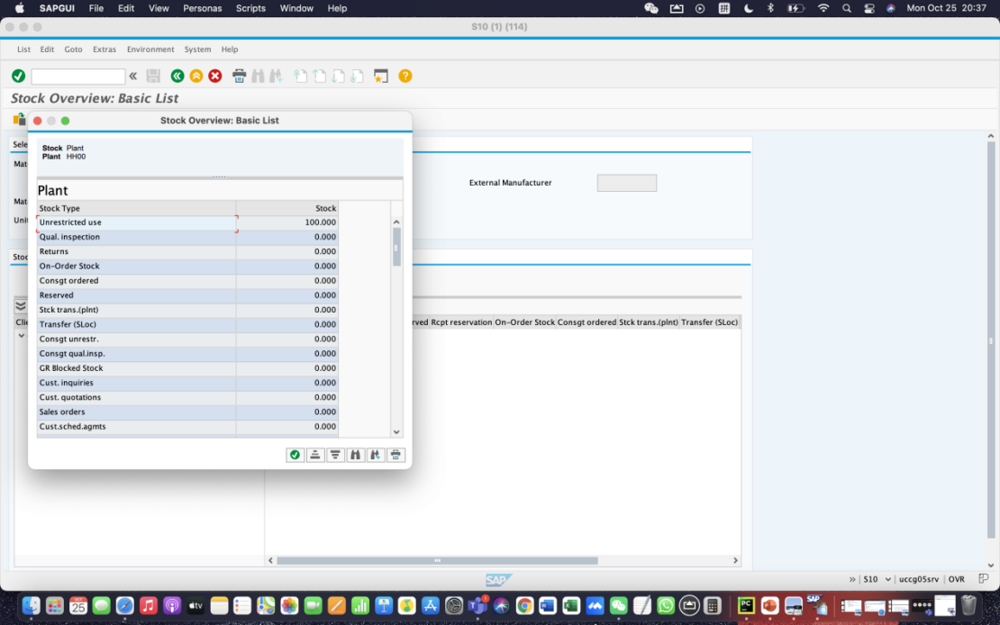 SAPGUI File Edit View Personas Scripts Window Help Mon Oct 25 20:37
S10 (1) (114)
List Edit Goto Extras Environment System Help
Stock Overview: Basic List
Stock Overview: Basic List
Sele
Stock Plant
Plant HH00
Mat
External Manufacturer
Plant
Mat
Stock Type Stock
Unit
Unrestricted use 100.000
Qual. inspection 0.000
Returns 0.000
Stoc
On-Order Stock 0.000
Consgt ordered 0.000
Reserved 0.000
Stck trans.(plnt) 0.000
Clie
rved Rcpt reservation On-Order Stock Consgt ordered Stck trans.(plnt) Transfer (SLoc)
Transfer (SLoc) 0.000
Consgt unrestr. 0.000
Consgt qual.insp. 0.000
GR Blocked Stock 0.000
Cust. inquiries 0.000
Cust. quotations 0.000
Sales orders 0.000
Cust.sched.agmts 0.000
SAP
S10 uccg05srv OVR
OCT
25
tv
PC
SAP